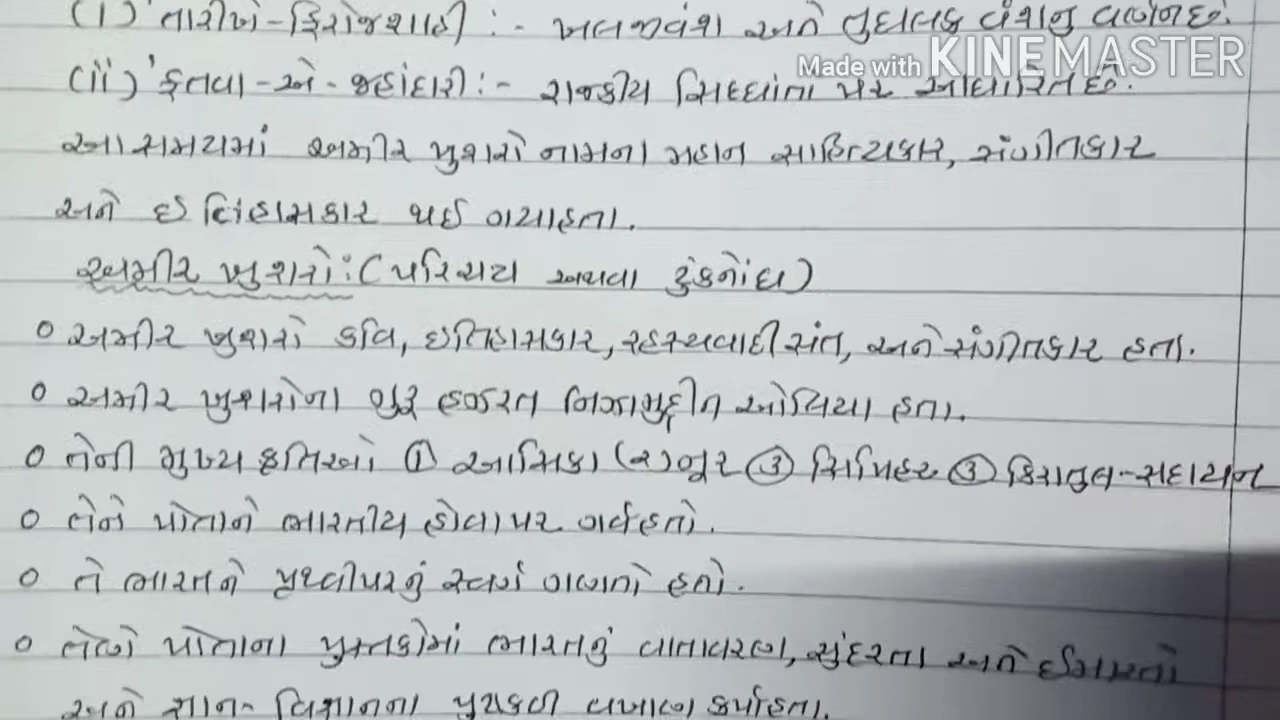 (i) 'તારીખે-ફિરોજશાહી :- ખલજીવંશ અને તુઘલક વંશનું વર્ણન છે.
Made with KINEMASTER
(ii) 'ફતવા-એ-જહાંદારી:- રાજકીય સિધ્ધાંતા પર આધારિત છે.
આ સમયમાં અમીર ખુશરો નામના મહાન સાહિત્યકાર, સંગીતકાર
અને ઈતિહાસકાર થઈ ગયા હતા.
અમીર ખુશરો:(પરિચય અથવા ટુંકનોંધ)
૦ અમીર ખુશરો કવિ, ઇતિહાસકાર, રહસ્યવાદી સંત, અને સંગીતકાર હતા.
૦ અમીર ખુશરોના ગુરૂ હજરત નિઝામુદ્દીન ઓલિયા હતા.
૦ તેની મુખ્ય કૃતિઓ ① આસિકા (૨) નૂર ③ સિપિહર ③ કિરાતુલ-સદાયન
૦ તેને પોતાને ભારતીય હોવા પર ગર્વ હતો.
૦ તે ભારતને પૃથ્વી પરનું સ્વર્ગ ગણતો હતો.
૦ તેણે પોતાના પુસ્તકોમાં ભારતનું વાતાવરણ, સુંદરતા અને ઈમારતો
અને જ્ઞાન-વિજ્ઞાનના પુષ્કળ વખાણ કર્યા હતા.